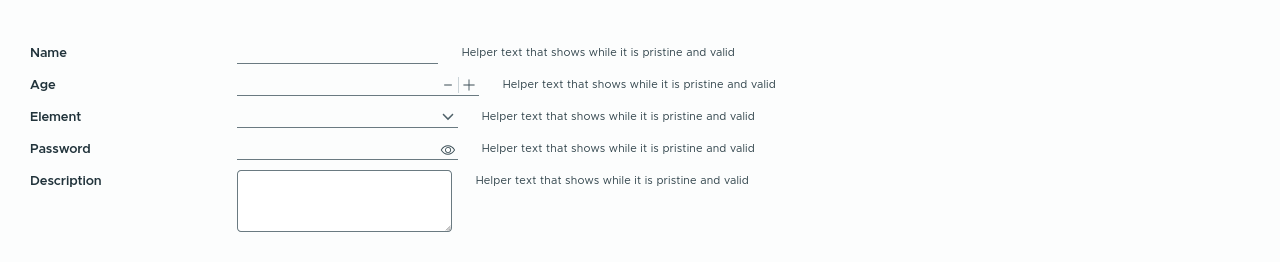 Name Helper text that shows while it is pristine and valid
Age Helper text that shows while it is pristine and valid
Element Helper text that shows while it is pristine and valid
Password Helper text that shows while it is pristine and valid
Description Helper text that shows while it is pristine and valid